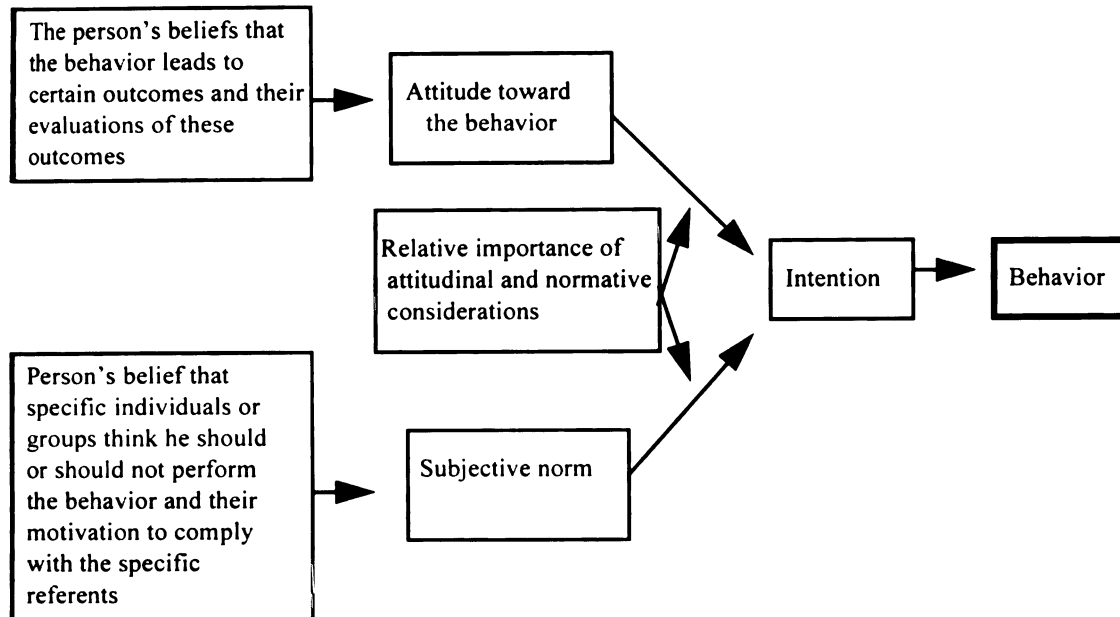 The person's beliefs that
the behavior leads to
certain outcomes and their
evaluations of these
outcomes
Attitude toward
the behavior
Relative importance of
attitudinal and normative
considerations
Intention
Behavior
Person's belief that
specific individuals or
groups think he should
or should not perform
the behavior and their
motivation to comply
with the specific
referents
Subjective norm